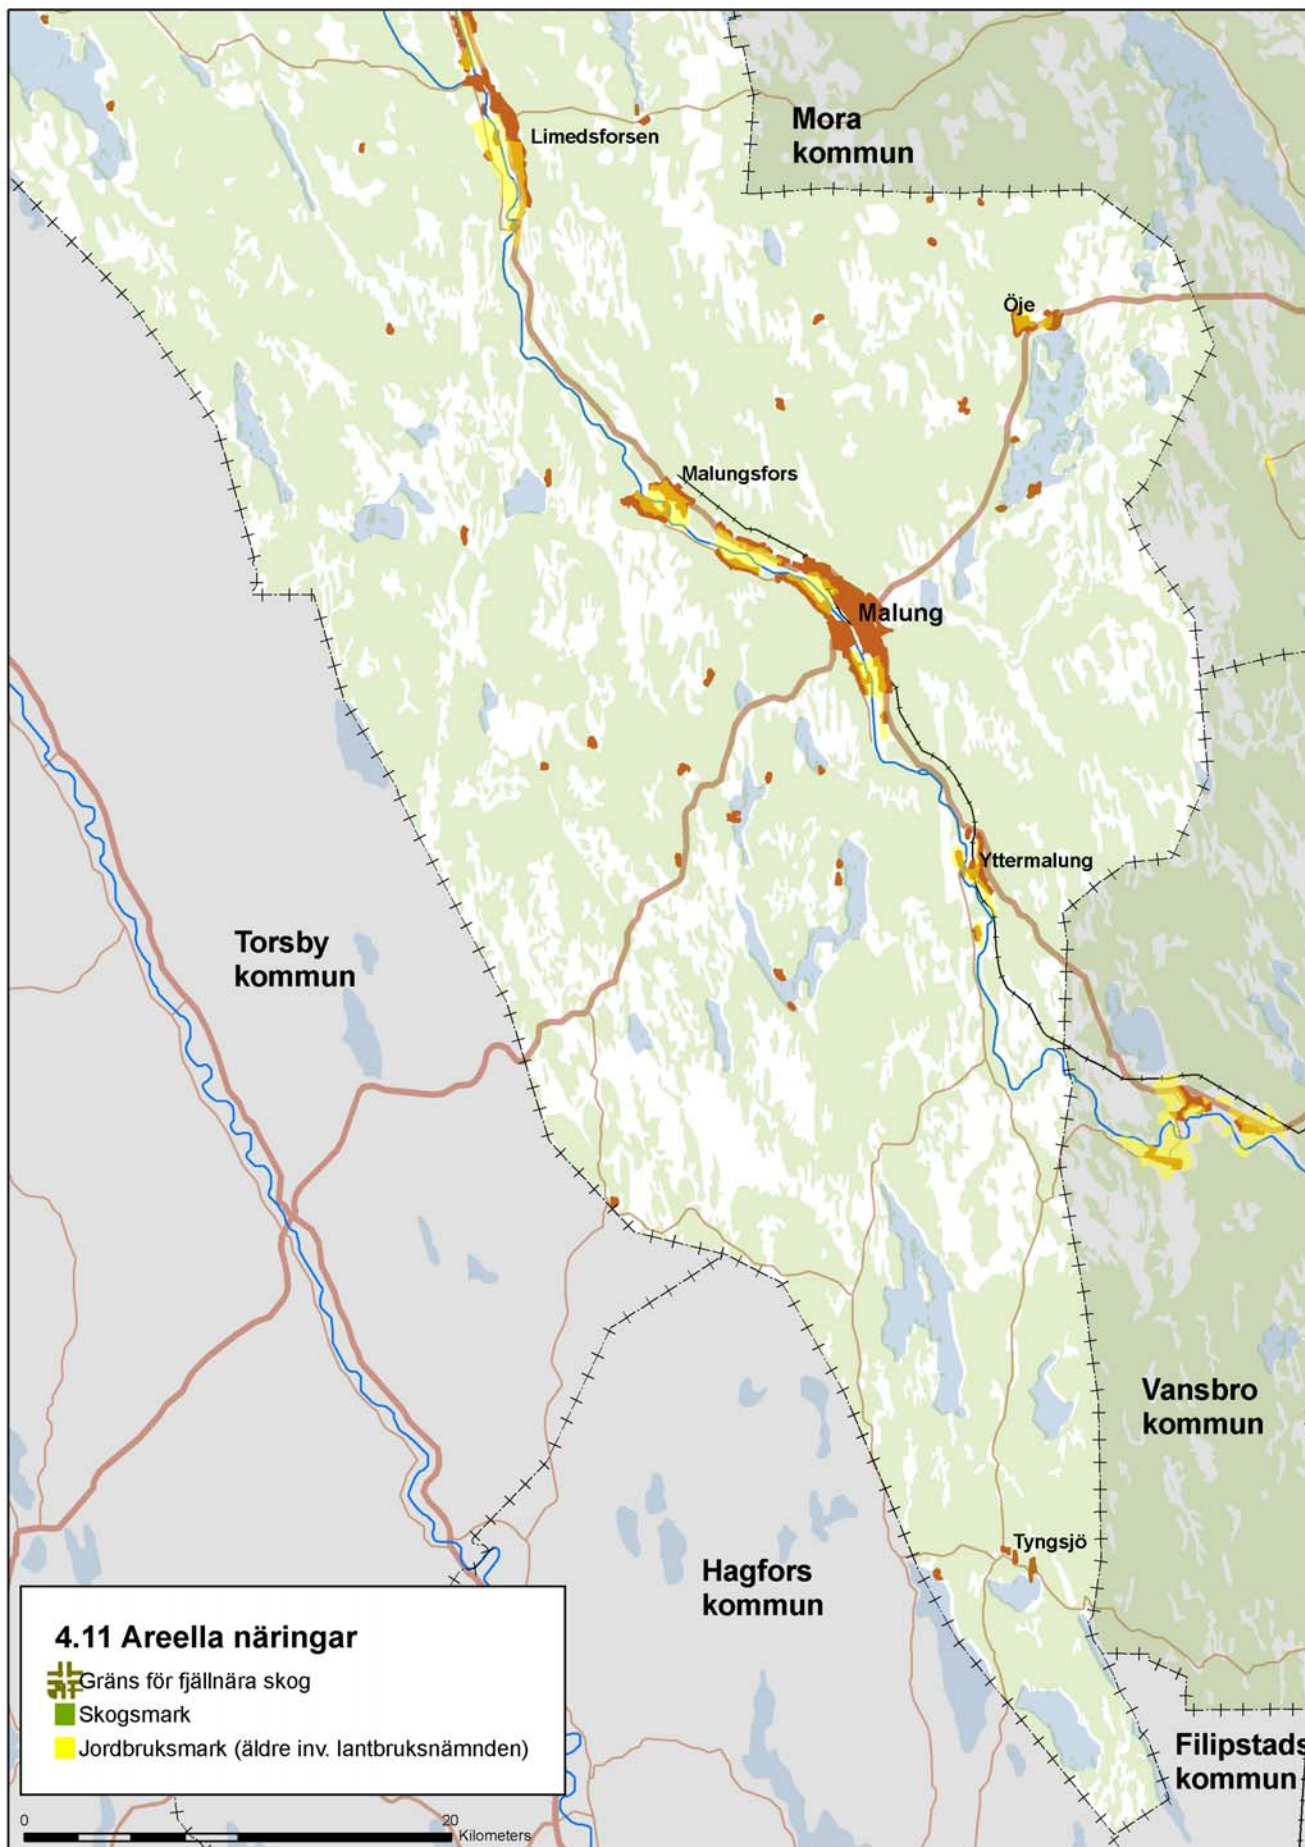 Mora
kommun
Limedsforsen
Öje
Malungsfors
Malung
Yttermalung
Torsby
kommun
Vansbro
kommun
Tyngsjö
Hagfors
kommun
Filipstads
kommun
4.11 Areella näringar
Gräns för fjällnära skog
Skogsmark
Jordbruksmark (äldre inv. lantbruksnämnden)
0 20
Kilometers